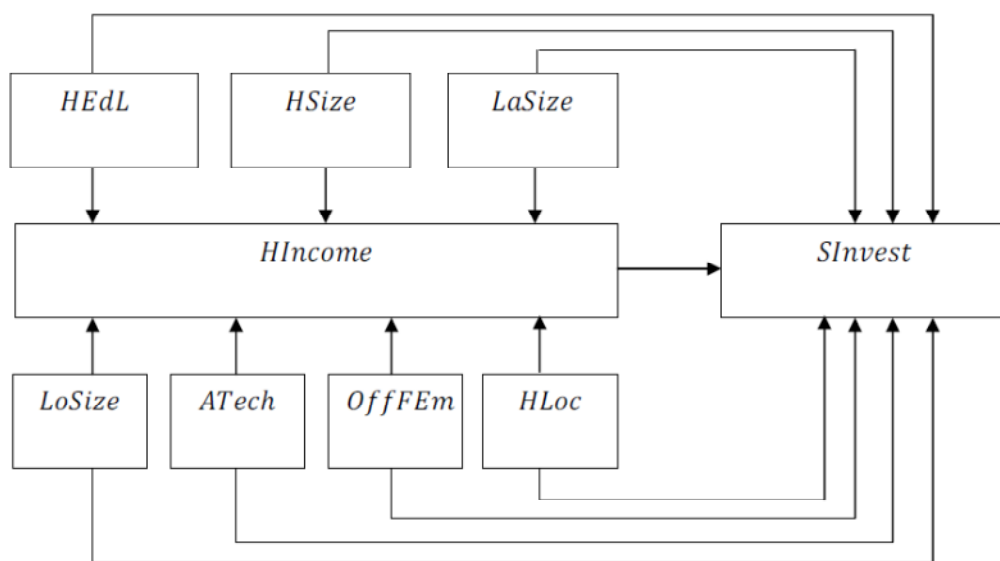 HEdL
HSize
LaSize
HIncome
SInvest
LoSize
ATech
OffFEm
HLoc